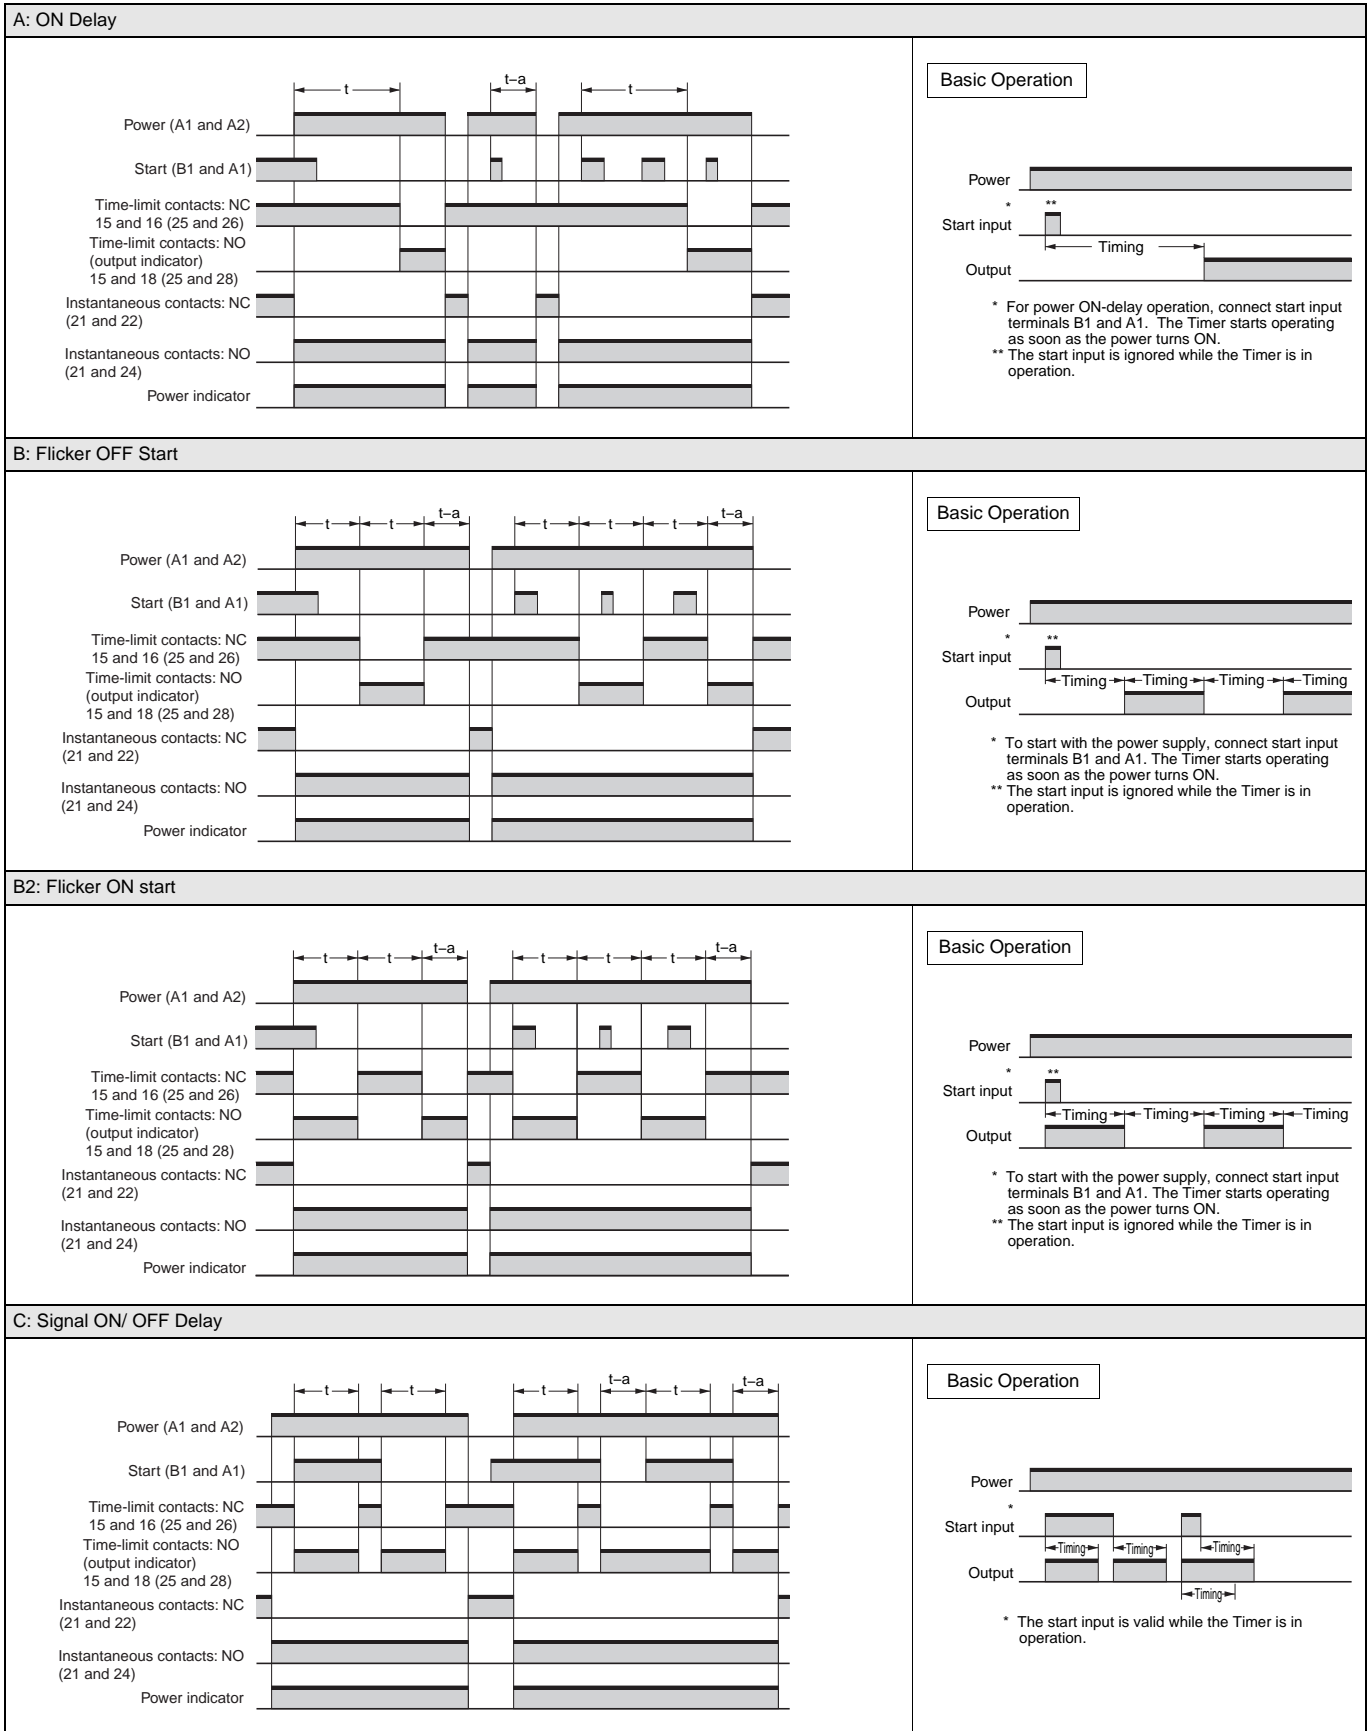 A: ON Delay
t
t–a
t
Power (A1 and A2)
Start (B1 and A1)
Time-limit contacts: NC
15 and 16 (25 and 26)
Time-limit contacts: NO
(output indicator)
15 and 18 (25 and 28)
Instantaneous contacts: NC
(21 and 22)
Instantaneous contacts: NO
(21 and 24)
Power indicator
Basic Operation
Power
*
**
Start input
Timing
Output
* For power ON-delay operation, connect start input
terminals B1 and A1. The Timer starts operating
as soon as the power turns ON.
** The start input is ignored while the Timer is in
operation.
B: Flicker OFF Start
t
t
t–a
t
t
t
t–a
Power (A1 and A2)
Start (B1 and A1)
Time-limit contacts: NC
15 and 16 (25 and 26)
Time-limit contacts: NO
(output indicator)
15 and 18 (25 and 28)
Instantaneous contacts: NC
(21 and 22)
Instantaneous contacts: NO
(21 and 24)
Power indicator
Basic Operation
Power
*
**
Start input
Timing Timing Timing Timing
Output
* To start with the power supply, connect start input
terminals B1 and A1. The Timer starts operating
as soon as the power turns ON.
** The start input is ignored while the Timer is in
operation.
B2: Flicker ON start
t
t
t–a
t
t
t
t–a
Power (A1 and A2)
Start (B1 and A1)
Time-limit contacts: NC
15 and 16 (25 and 26)
Time-limit contacts: NO
(output indicator)
15 and 18 (25 and 28)
Instantaneous contacts: NC
(21 and 22)
Instantaneous contacts: NO
(21 and 24)
Power indicator
Basic Operation
Power
*
**
Start input
Timing Timing Timing Timing
Output
* To start with the power supply, connect start input
terminals B1 and A1. The Timer starts operating
as soon as the power turns ON.
** The start input is ignored while the Timer is in
operation.
C: Signal ON/ OFF Delay
t
t
t
t–a
t
t–a
Power (A1 and A2)
Start (B1 and A1)
Time-limit contacts: NC
15 and 16 (25 and 26)
Time-limit contacts: NO
(output indicator)
15 and 18 (25 and 28)
Instantaneous contacts: NC
(21 and 22)
Instantaneous contacts: NO
(21 and 24)
Power indicator
Basic Operation
Power
*
Start input
Timing Timing Timing
Output
Timing
* The start input is valid while the Timer is in
operation.